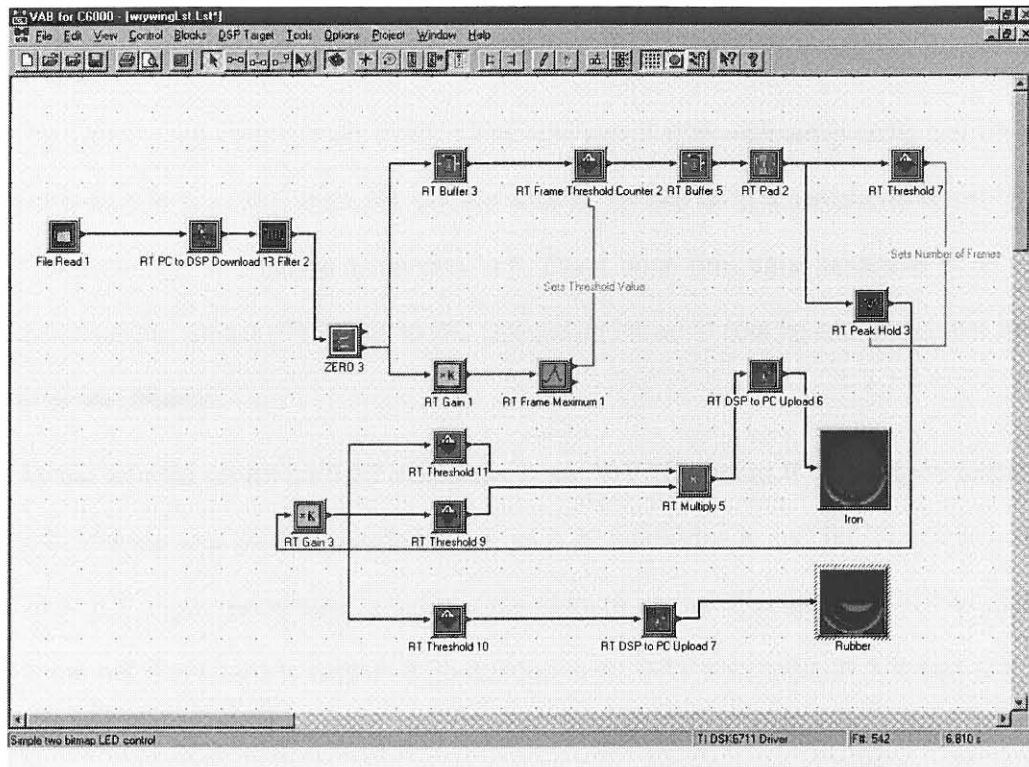 VAB for C6000 - [wrywingLst.Lst*]
File Edit View Control Blocks DSP Target Tools Options Project Window Help
RT Buffer 3
RT Frame Threshold Counter 2
RT Buffer 5
RT Pad 2
RT Threshold 7
File Read 1
RT PC to DSP Download 1
R Filter 2
Sets Number of Frames
Sets Threshold Value
RT Peak Hold 3
ZERO 3
RT Gain 1
RT Frame Maximum 1
RT DSP to PC Upload 6
RT Threshold 11
RT Multiply 5
Iron
RT Gain 3
RT Threshold 9
RT Threshold 10
RT DSP to PC Upload 7
Rubber
Simple two bitmap LED control
TI DSK6711 Driver
F#: 542
6.810 s